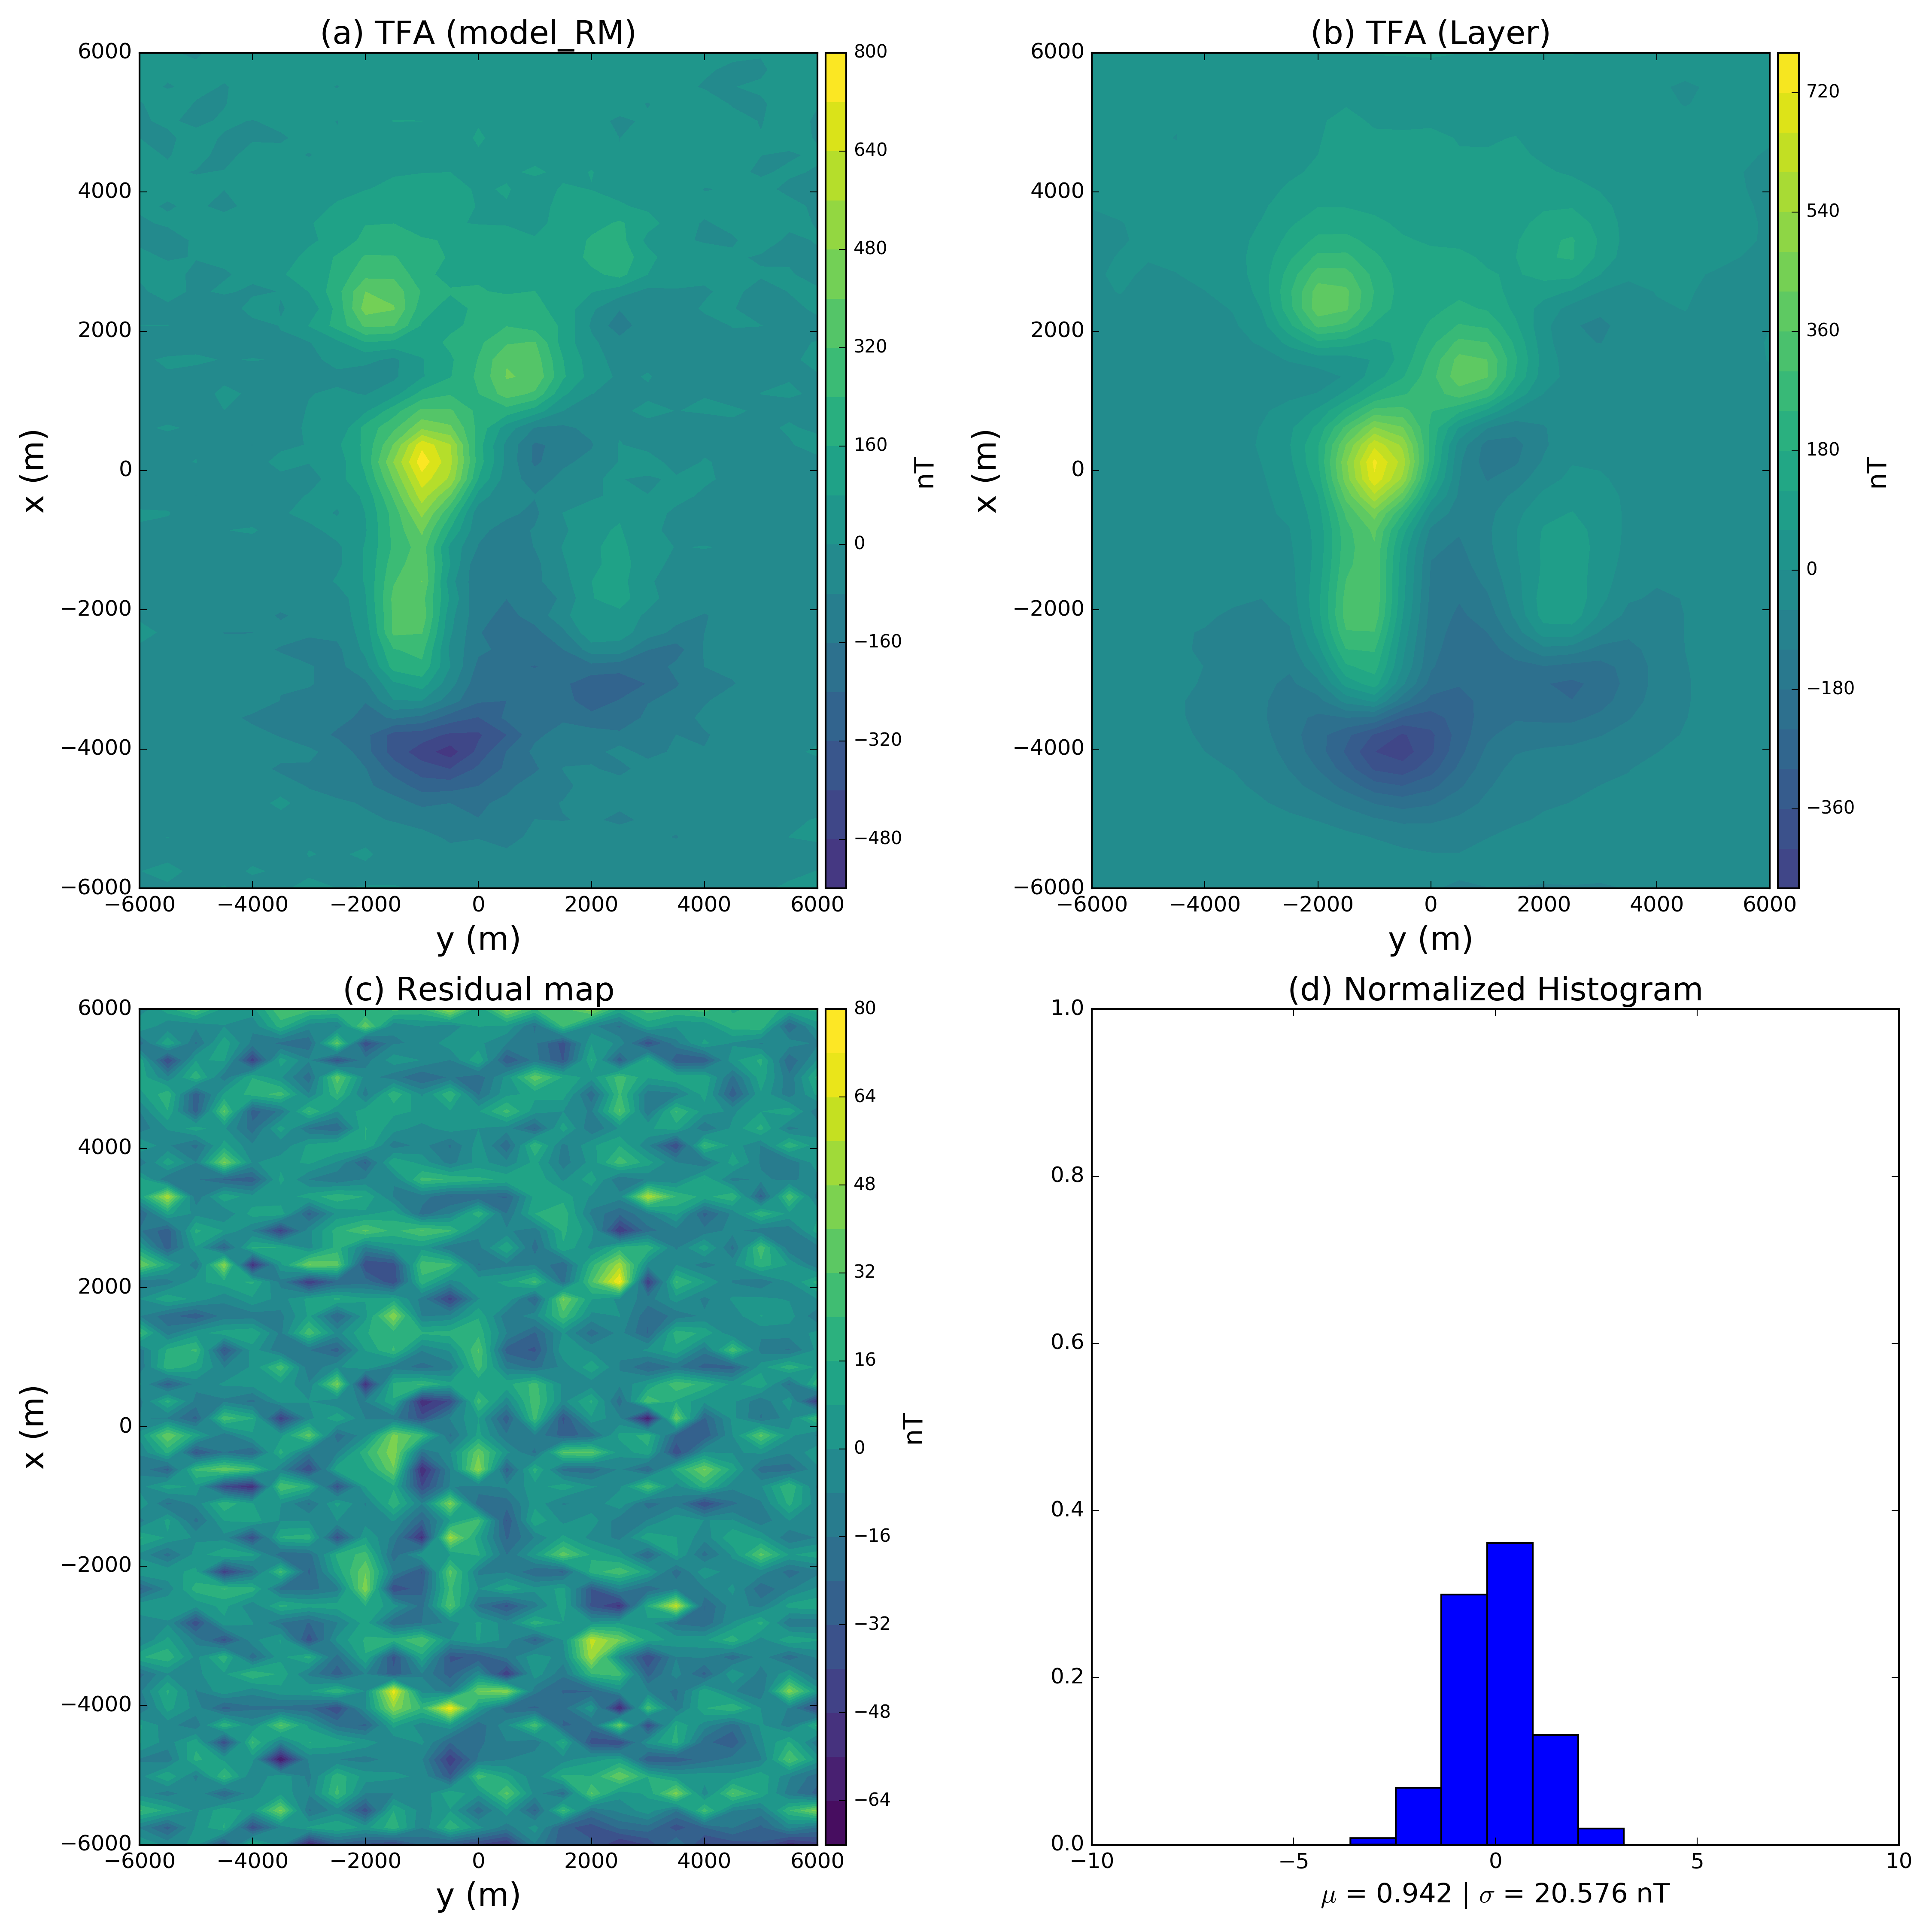 (a) TFA (model_RM)
6000
4000
2000
0
−2000
−4000
−6000
x (m)
−6000 −4000 −2000 0 2000 4000 6000
y (m)
800
640
480
320
160
0
−160
−320
−480
nT
(b) TFA (Layer)
6000
4000
2000
0
−2000
−4000
−6000
x (m)
−6000 −4000 −2000 0 2000 4000 6000
y (m)
720
540
360
180
0
−180
−360
nT
(c) Residual map
6000
4000
2000
0
−2000
−4000
−6000
x (m)
−6000 −4000 −2000 0 2000 4000 6000
y (m)
80
64
48
32
16
0
−16
−32
−48
−64
nT
(d) Normalized Histogram
1.0
0.8
0.6
0.4
0.2
0.0
−10 −5 0 5 10
μ = 0.942 | σ = 20.576 nT